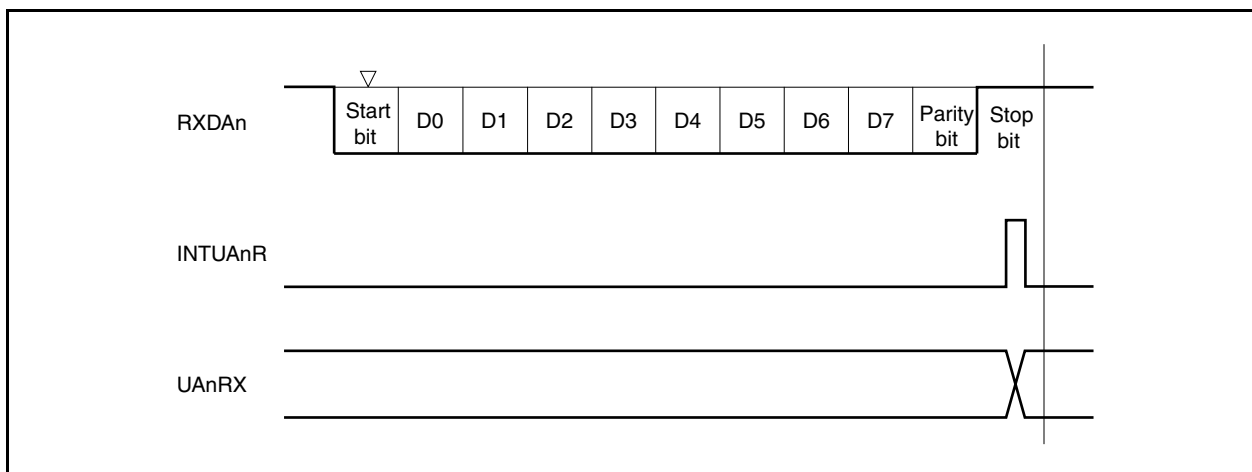 RXDAn
Start bit
D0
D1
D2
D3
D4
D5
D6
D7
Parity bit
Stop bit
INTUAnR
UAnRX